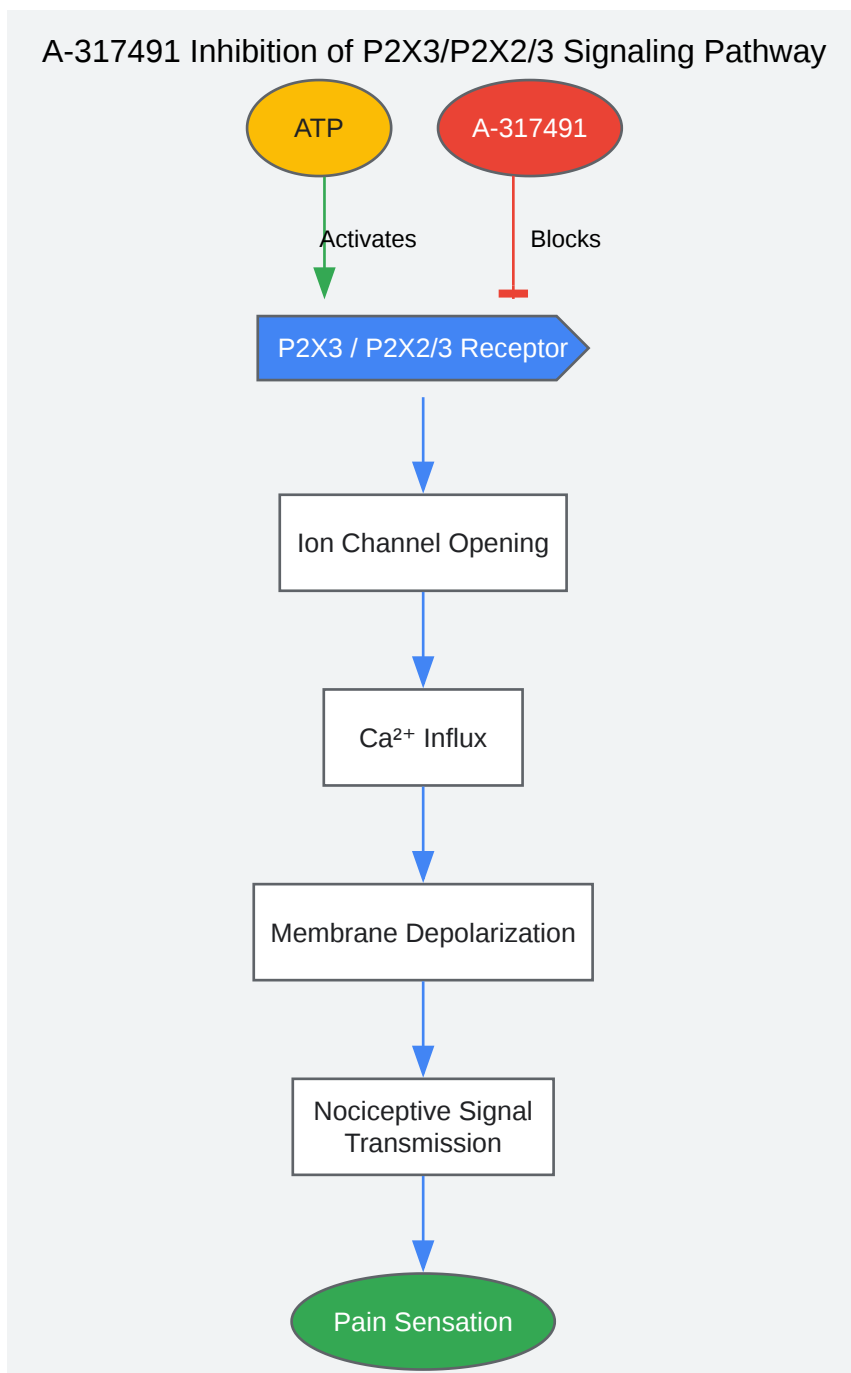 A-317491 Inhibition of P2X3/P2X2/3 Signaling Pathway
ATP
A-317491
Activates
Blocks
P2X3 / P2X2/3 Receptor
Ion Channel Opening
Ca²⁺ Influx
Membrane Depolarization
Nociceptive Signal
Transmission
Pain Sensation